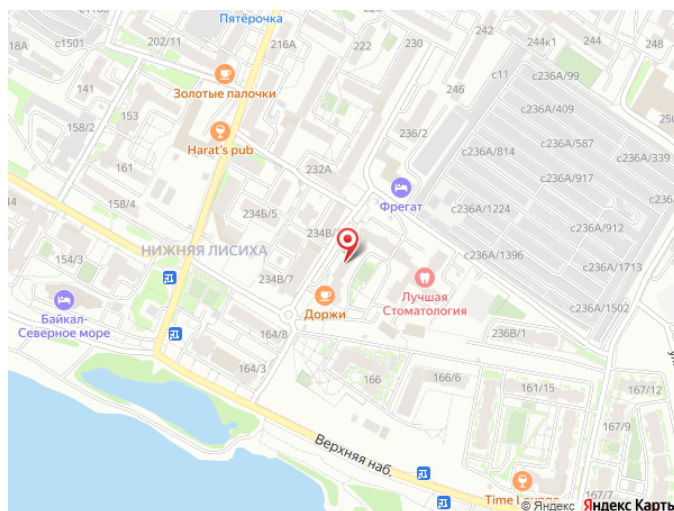 Пятёрочка
с1501
202/11
216А
222
230
242
244к1
244
248
18А
с11
с236А/99
141
Золотые палочки
246
с236А/409
153
158/2
Harat's pub
236/2
с236А/587
с236А/339
161
232А
с236А/814
с236А/917
158/4
Фрегат
234Б/5
с236А/1224
с236А/912
234В/
НИЖНЯЯ ЛИСИХА
154/3
с236А/1396
с236А/1713
234В/7
Лучшая
Стоматология
с236А/1502
Байкал-
Северное море
Доржи
164/8
236В/1
164/3
166
166/6
161/15
167/12
167/9
Верхняя наб.
167/7
Time Lounge
© Яндекс Яндекс Карты